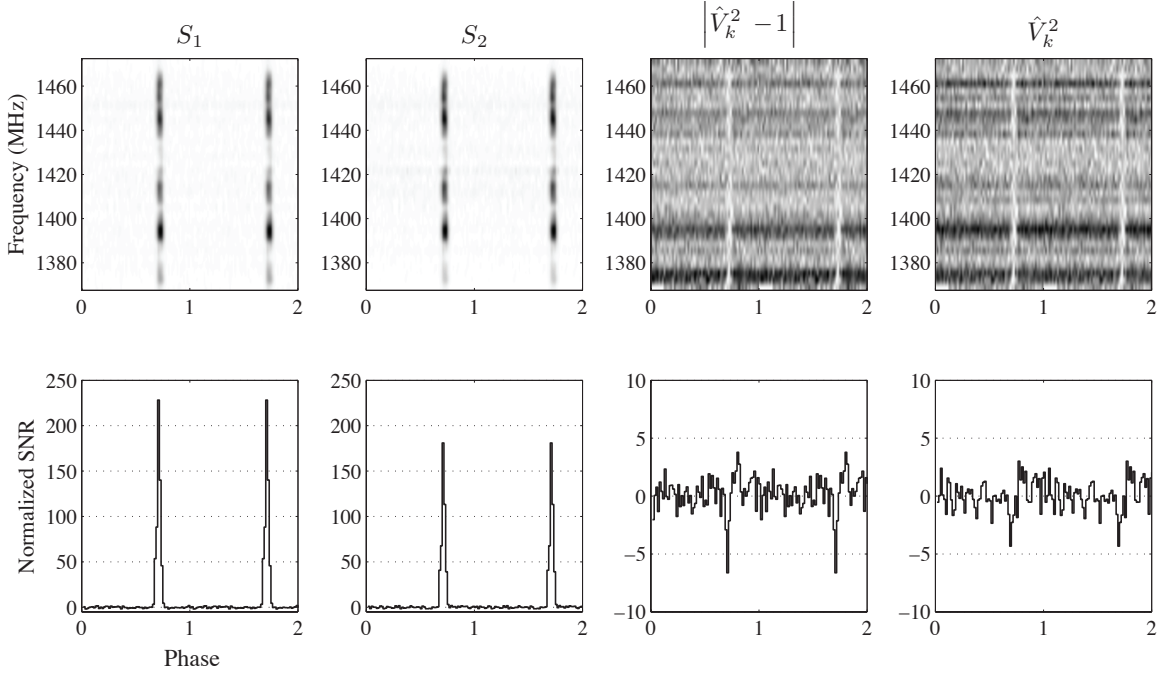 S₁ S₂ |V̂ₖ² −1| V̂ₖ²
Frequency (MHz)
1460 1460 1460 1460
1440 1440 1440 1440
1420 1420 1420 1420
1400 1400 1400 1400
1380 1380 1380 1380
0 1 2 0 1 2 0 1 2 0 1 2
Normalized SNR
250 250 10 10
200 200
5 5
150 150
0 0
100 100
−5 −5
50 50
0 0 −10 −10
0 1 2 0 1 2 0 1 2 0 1 2
Phase